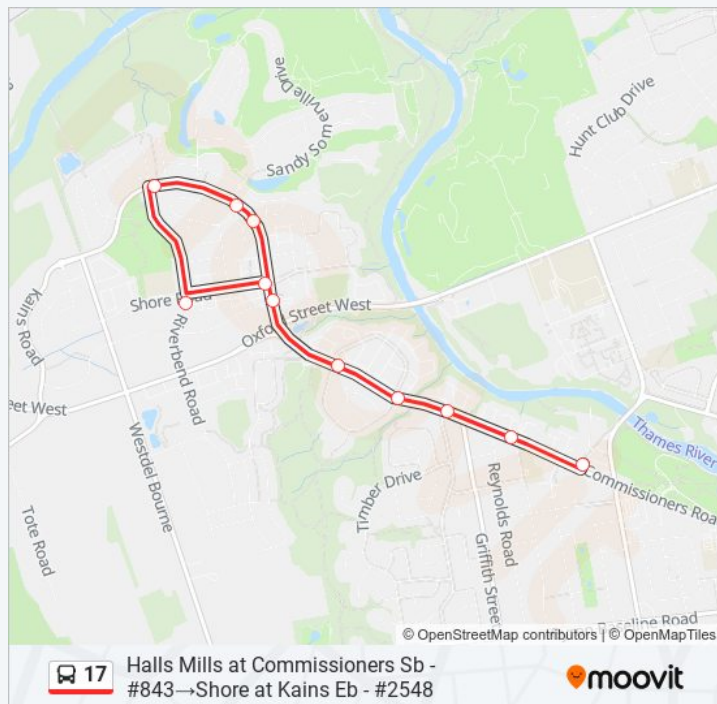 Sandy Somerville Drive
Hunt Club Drive
Kains Road
Shore Road
Oxford Street West
Riverbend Road
eet West
Westdel Bourne
Thames River
Commissioners Roa
Timber Drive
Reynolds Road
Tote Road
Griffith Street
Baseline Road
© OpenStreetMap contributors | © OpenMapTiles
17
Halls Mills at Commissioners Sb -
#843→Shore at Kains Eb - #2548
moovit